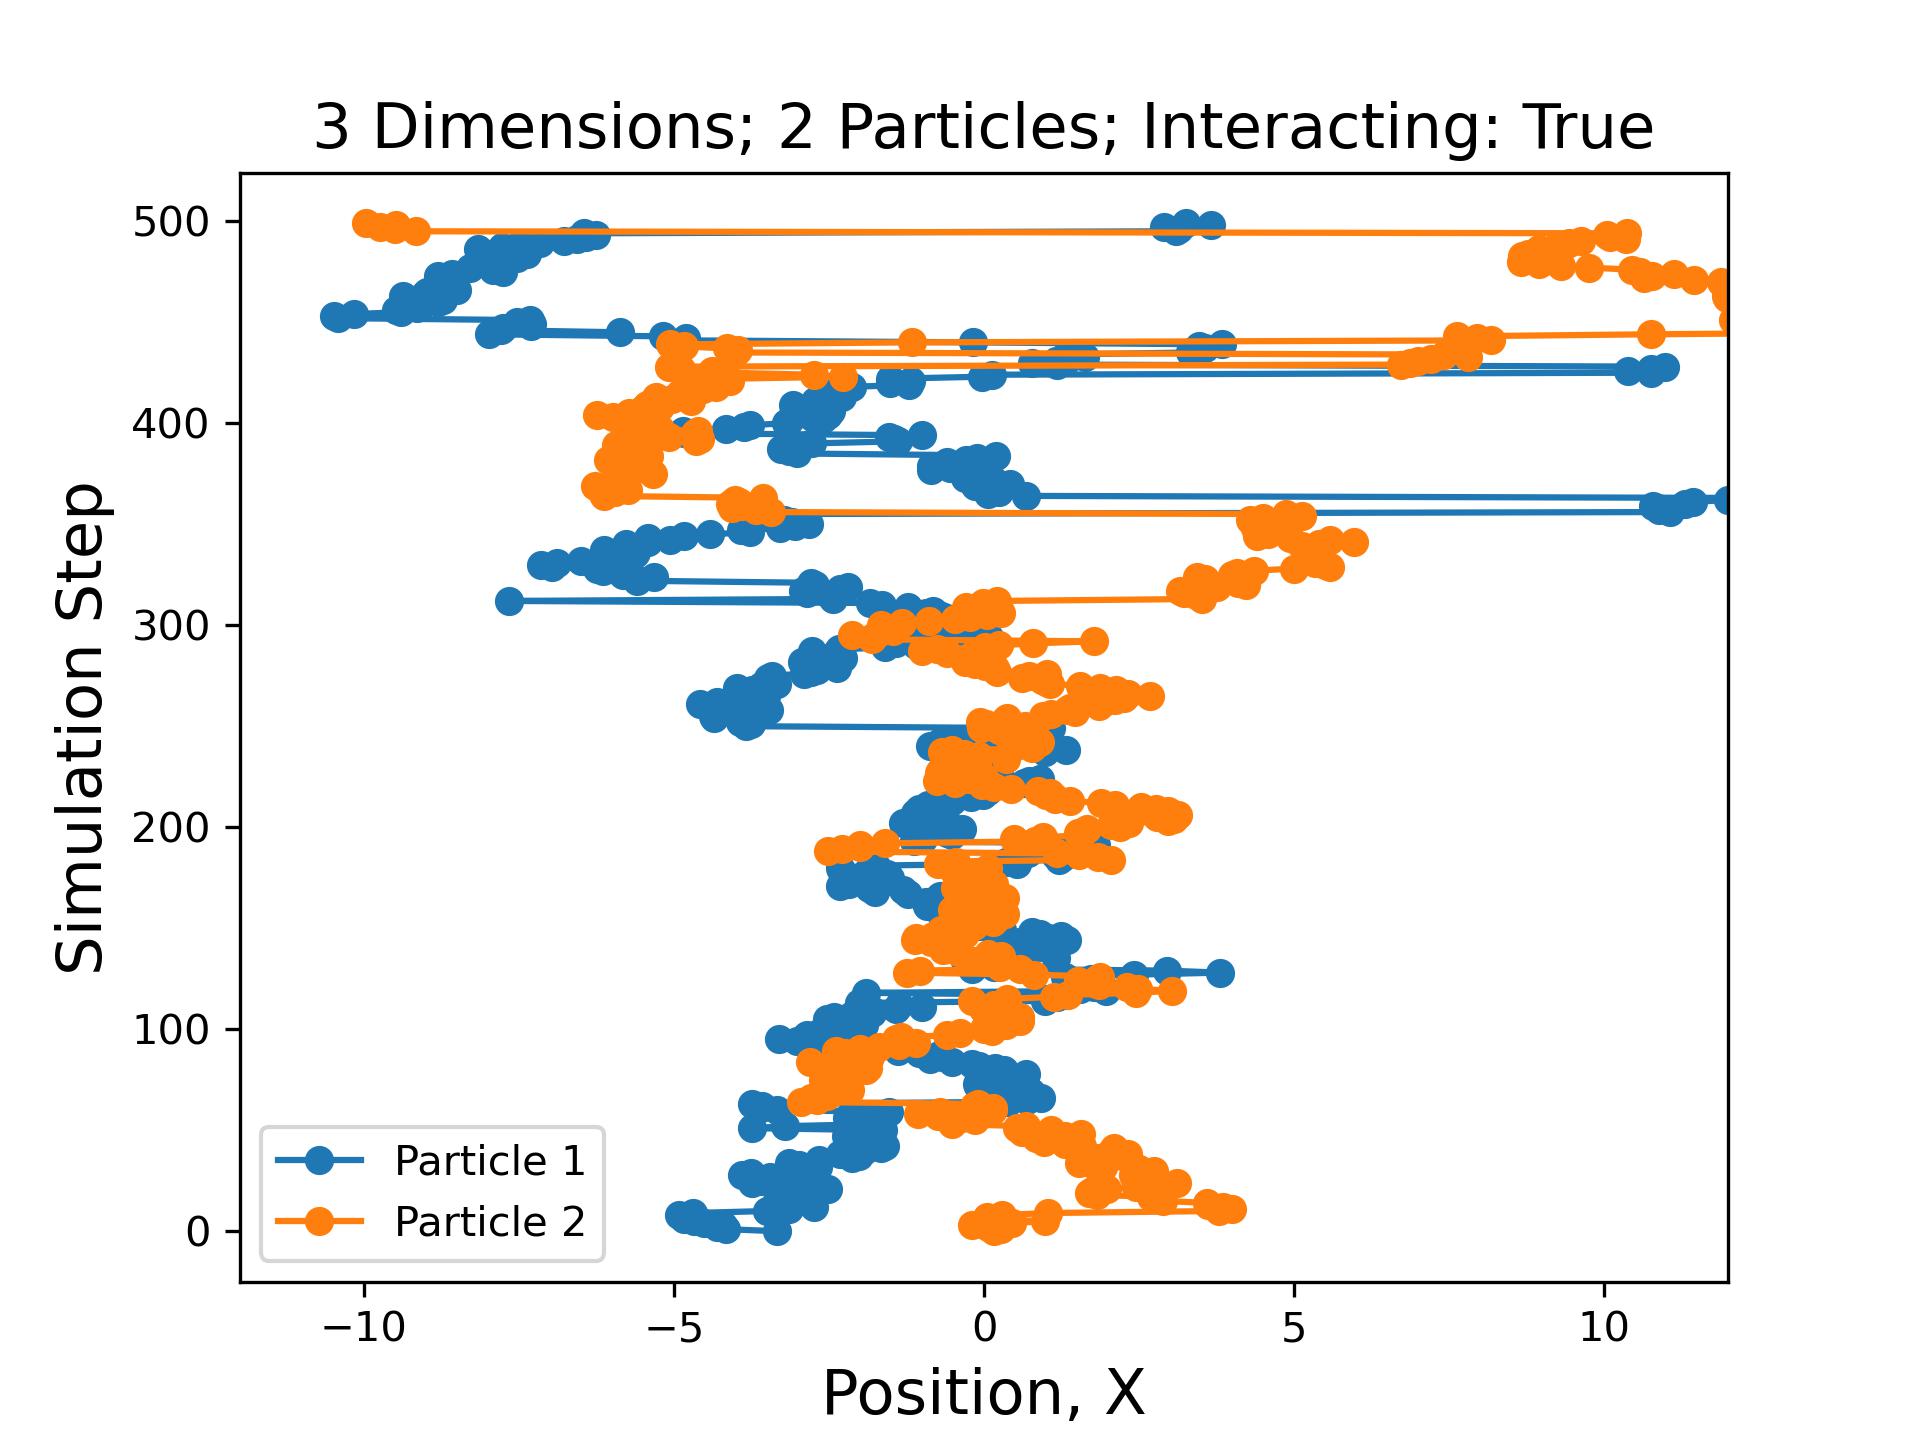 3 Dimensions; 2 Particles; Interacting: True
Simulation Step
500
400
300
200
100
0
Particle 1
Particle 2
−10
−5
0
5
10
Position, X